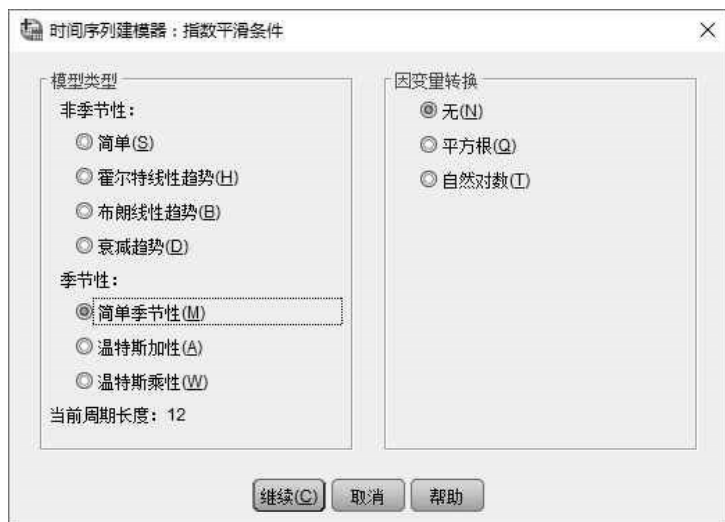 时间序列建模器：指数平滑条件
模型类型
非季节性：
简单(S)
霍尔特线性趋势(H)
布朗线性趋势(B)
衰减趋势(D)
季节性：
简单季节性(M)
温特斯加性(A)
温特斯乘性(W)
当前周期长度：12
因变量转换
无(N)
平方根(Q)
自然对数(T)
继续(C)
取消
帮助